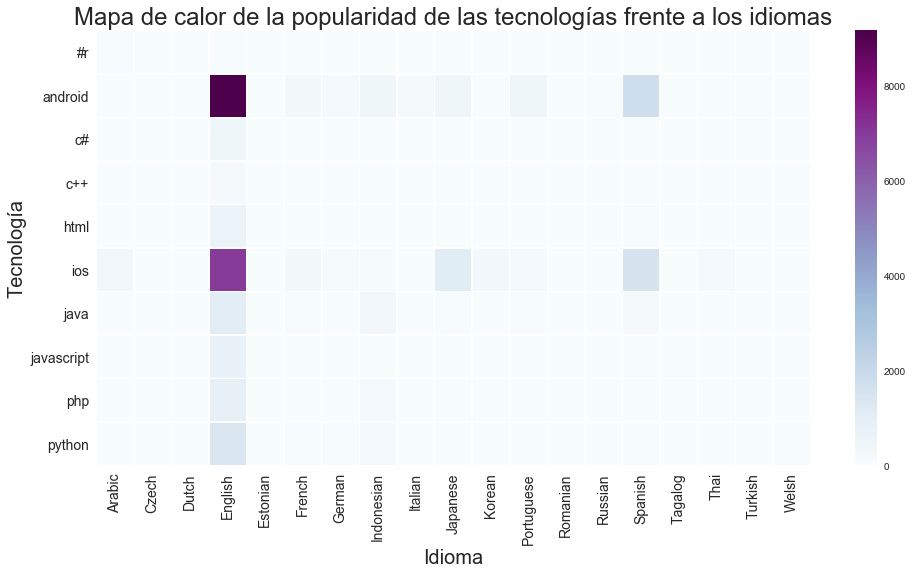 Mapa de calor de la popularidad de las tecnologías frente a los idiomas
Tecnología
#r
android
c#
c++
html
ios
java
javascript
php
python
8000
6000
4000
2000
0
Arabic
Czech
Dutch
English
Estonian
French
German
Indonesian
Italian
Japanese
Korean
Portuguese
Romanian
Russian
Spanish
Tagalog
Thai
Turkish
Welsh
Idioma